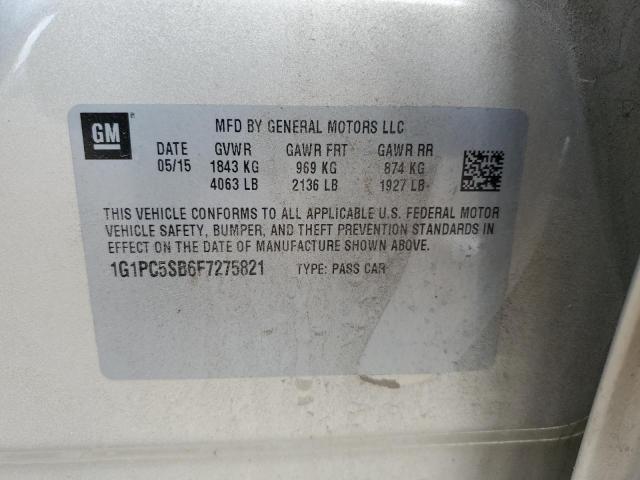 GM
MFD BY GENERAL MOTORS LLC
DATE GVWR GAWR FRT GAWR RR
05/15 1843 KG 969 KG 874 KG
4063 LB 2136 LB 1927 LB
THIS VEHICLE CONFORMS TO ALL APPLICABLE U.S. FEDERAL MOTOR
VEHICLE SAFETY, BUMPER, AND THEFT PREVENTION STANDARDS IN
EFFECT ON THE DATE OF MANUFACTURE SHOWN ABOVE.
1G1PC5SB6F7275821 TYPE: PASS CAR